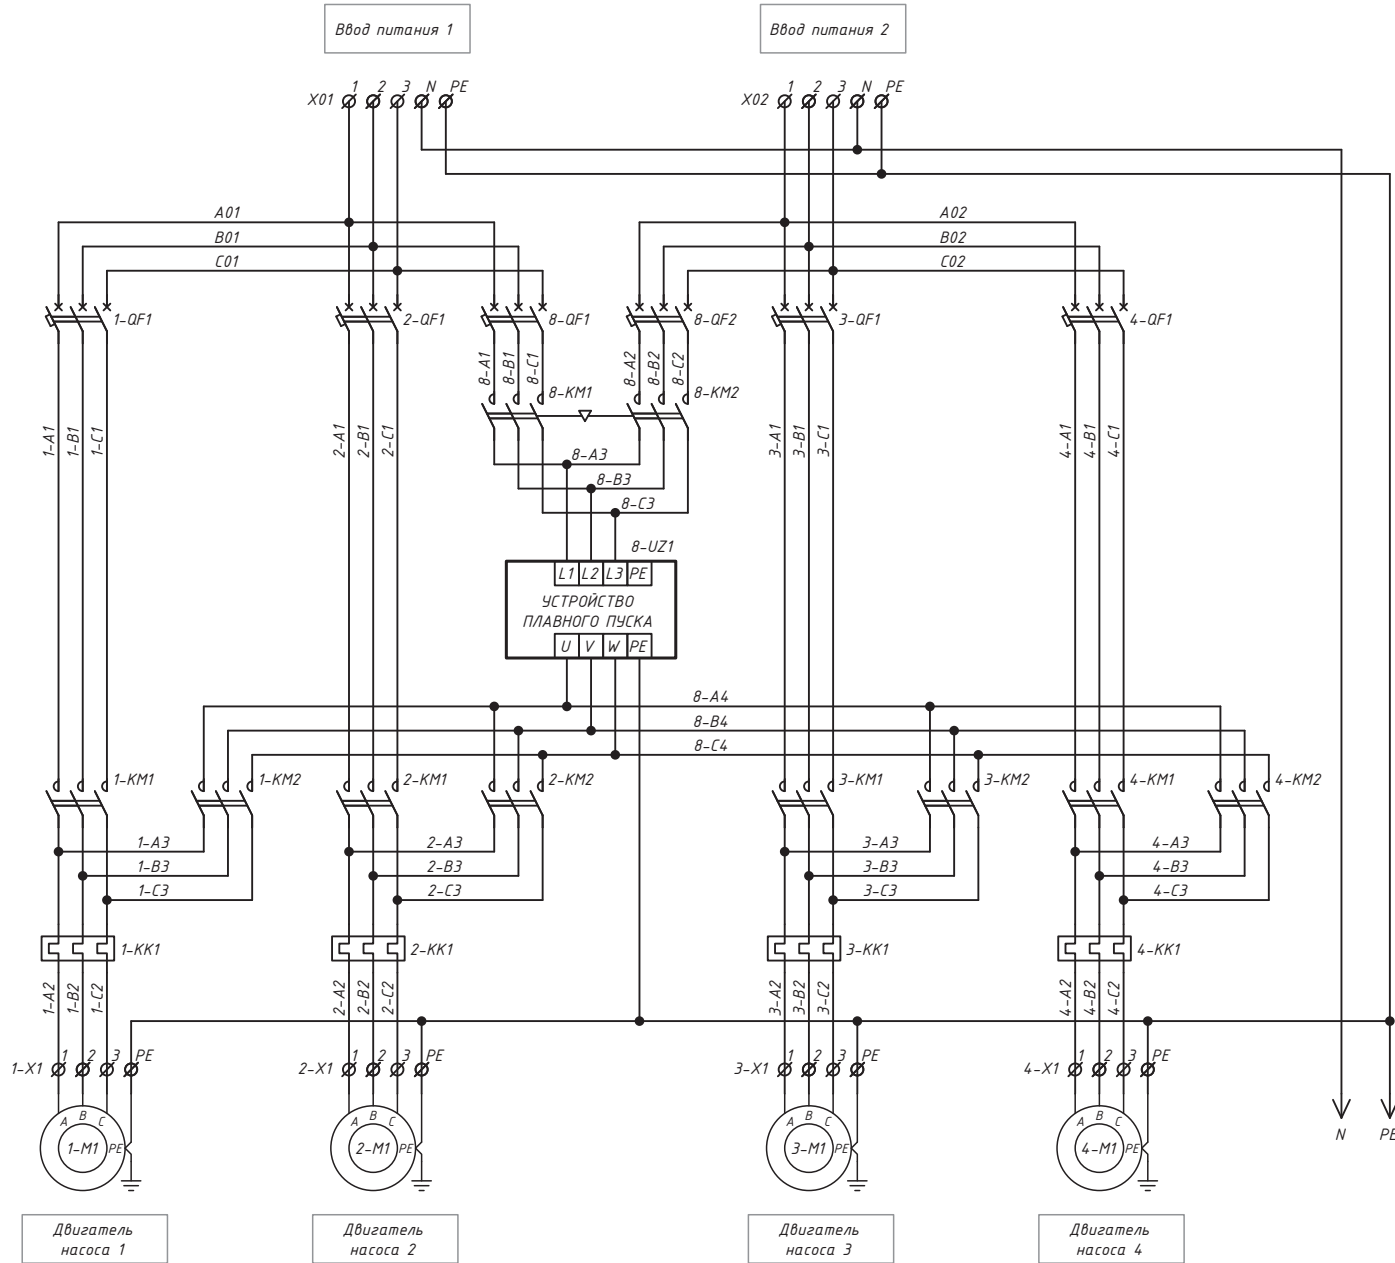 Ввод питания 1
Ввод питания 2
X01 1 2 3 N PE
X02 1 2 3 N PE
A01
A02
B01
B02
C01
C02
1-QF1
2-QF1
8-QF1
8-QF2
3-QF1
4-QF1
8-A1
8-B1
8-C1
8-A2
8-B2
8-C2
8-KM1
8-KM2
1-A1
1-B1
1-C1
2-A1
2-B1
2-C1
3-A1
3-B1
3-C1
4-A1
4-B1
4-C1
8-A3
8-B3
8-C3
8-UZ1
L1 L2 L3 PE
УСТРОЙСТВО
ПЛАВНОГО ПУСКА
U V W PE
8-A4
8-B4
8-C4
1-KM1
1-KM2
2-KM1
2-KM2
3-KM1
3-KM2
4-KM1
4-KM2
1-A3
2-A3
3-A3
4-A3
1-B3
2-B3
3-B3
4-B3
1-C3
2-C3
3-C3
4-C3
1-KK1
2-KK1
3-KK1
4-KK1
1-A2
1-B2
1-C2
2-A2
2-B2
2-C2
3-A2
3-B2
3-C2
4-A2
4-B2
4-C2
1-X1 1 2 3 PE
2-X1 1 2 3 PE
3-X1 1 2 3 PE
4-X1 1 2 3 PE
A B C
A B C
A B C
A B C
1-M1 PE
2-M1 PE
3-M1 PE
4-M1 PE
N
PE
Двигатель
насоса 1
Двигатель
насоса 2
Двигатель
насоса 3
Двигатель
насоса 4